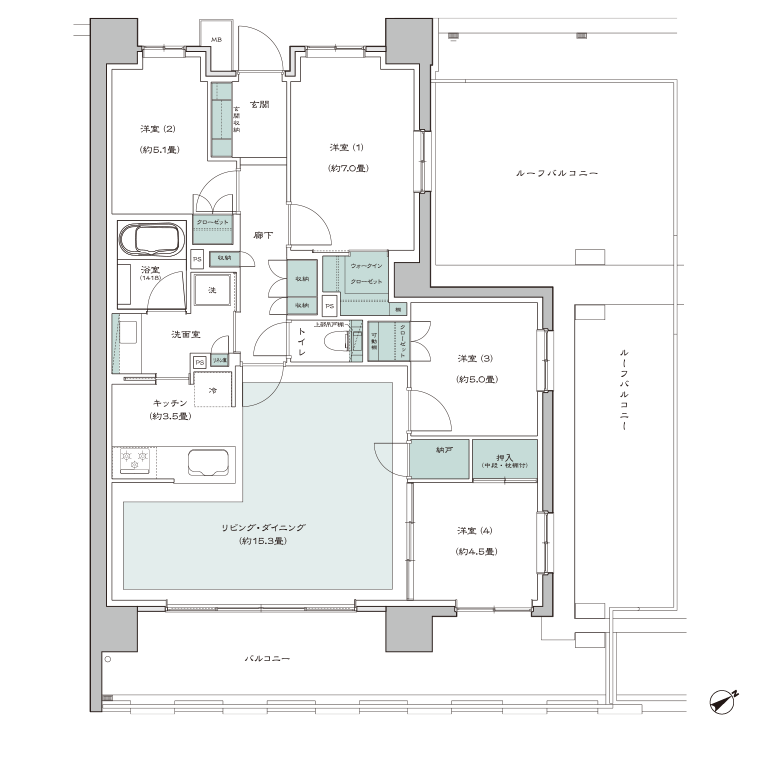 MB
玄関
玄関収納
洋室(2)
(約5.1畳)
洋室(1)
(約7.0畳)
ルーフバルコニー
クローゼット
廊下
PS
収納
浴室
(1418)
ウォークイン
クローゼット
収納
洗
収納
PS
棚
上部吊戸棚
トイレ
洗面室
可動棚
クローゼット
洋室(3)
(約5.0畳)
ルーフバルコニー
PS
リネン庫
冷
キッチン
(約3.5畳)
納戸
押入
(中段・枕棚付)
リビング・ダイニング
(約15.3畳)
洋室(4)
(約4.5畳)
バルコニー
N